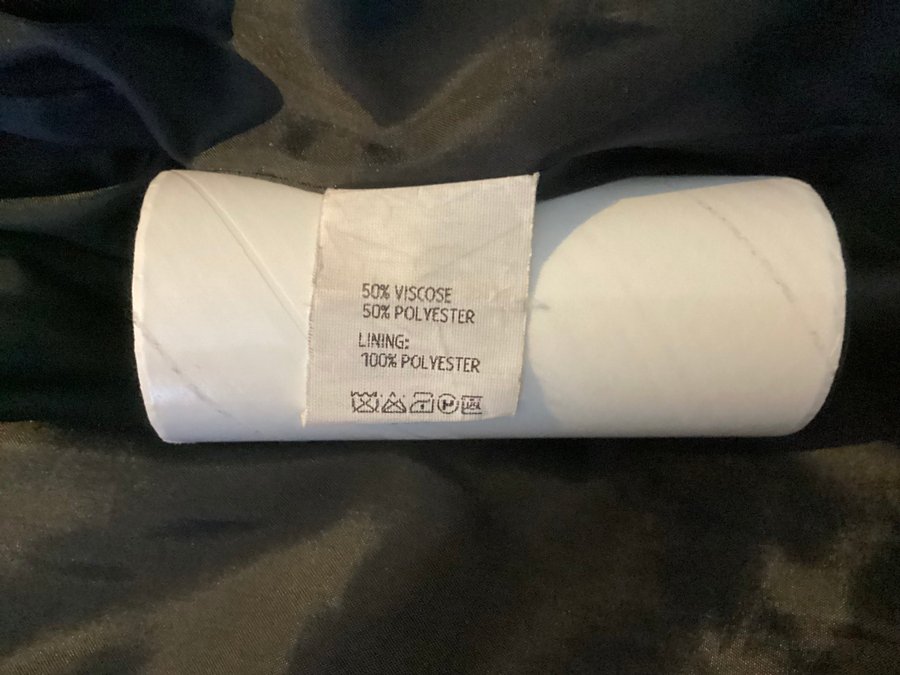 50% VISCOSE
50% POLYESTER
LINING:
100% POLYESTER